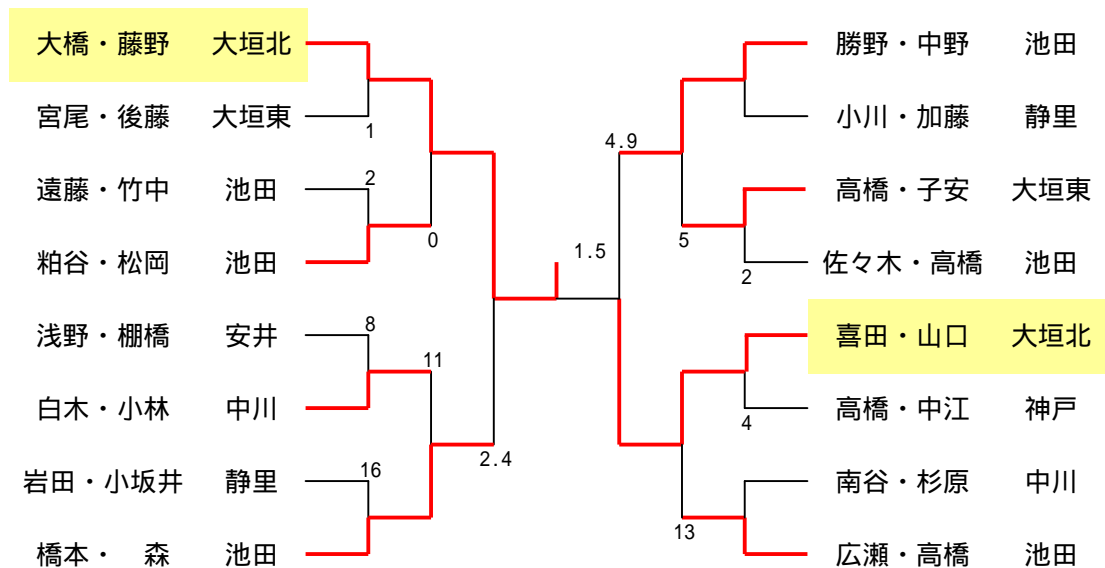 大橋・藤野 大垣北
宮尾・後藤 大垣東
1
遠藤・竹中 池田
2
粕谷・松岡 池田
0
浅野・棚橋 安井
8
11
白木・小林 中川
岩田・小坂井 静里
16
2.4
橋本・ 森 池田
1.5
勝野・中野 池田
小川・加藤 静里
4.9
高橋・子安 大垣東
5
佐々木・高橋 池田
2
喜田・山口 大垣北
高橋・中江 神戸
4
南谷・杉原 中川
13
広瀬・高橋 池田